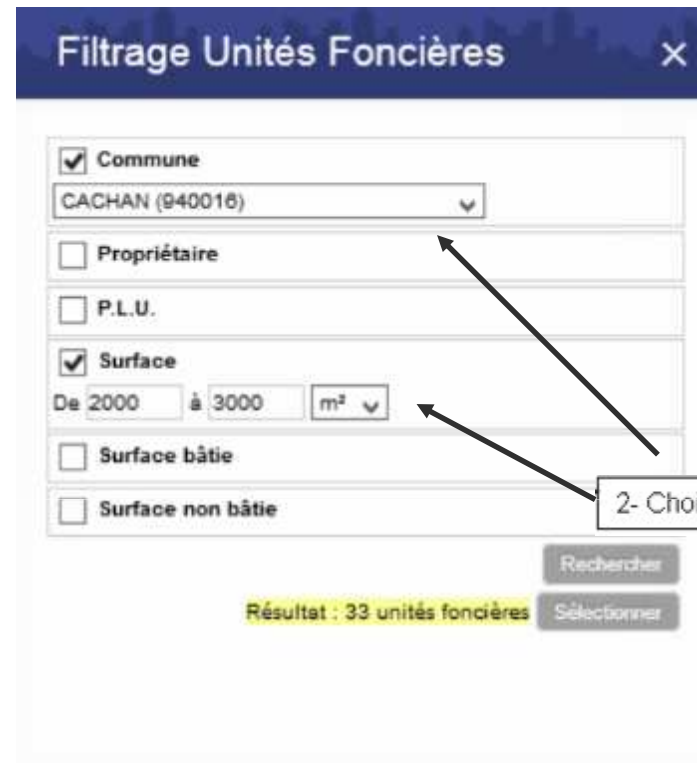 Filtrage Unités Foncières ×
Commune
CACHAN (940016)
Propriétaire
P.L.U.
Surface
De 2000 à 3000 m²
Surface bâtie
Surface non bâtie
2- Choi
Rechercher
Résultat : 33 unités foncières Sélectionner